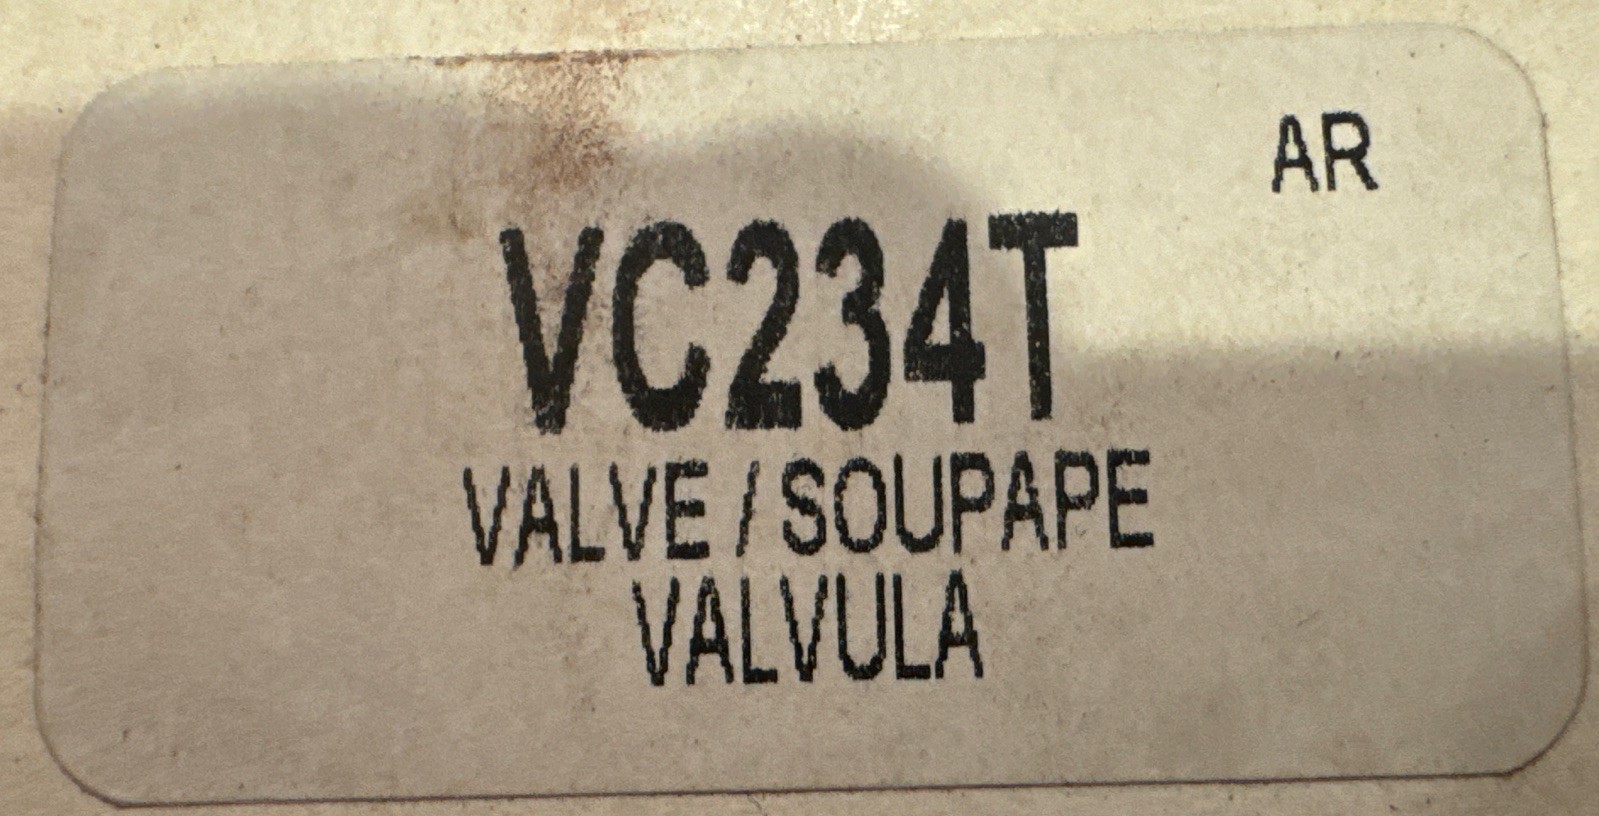 AR
VC234T
VALVE / SOUPAPE
VALVULA